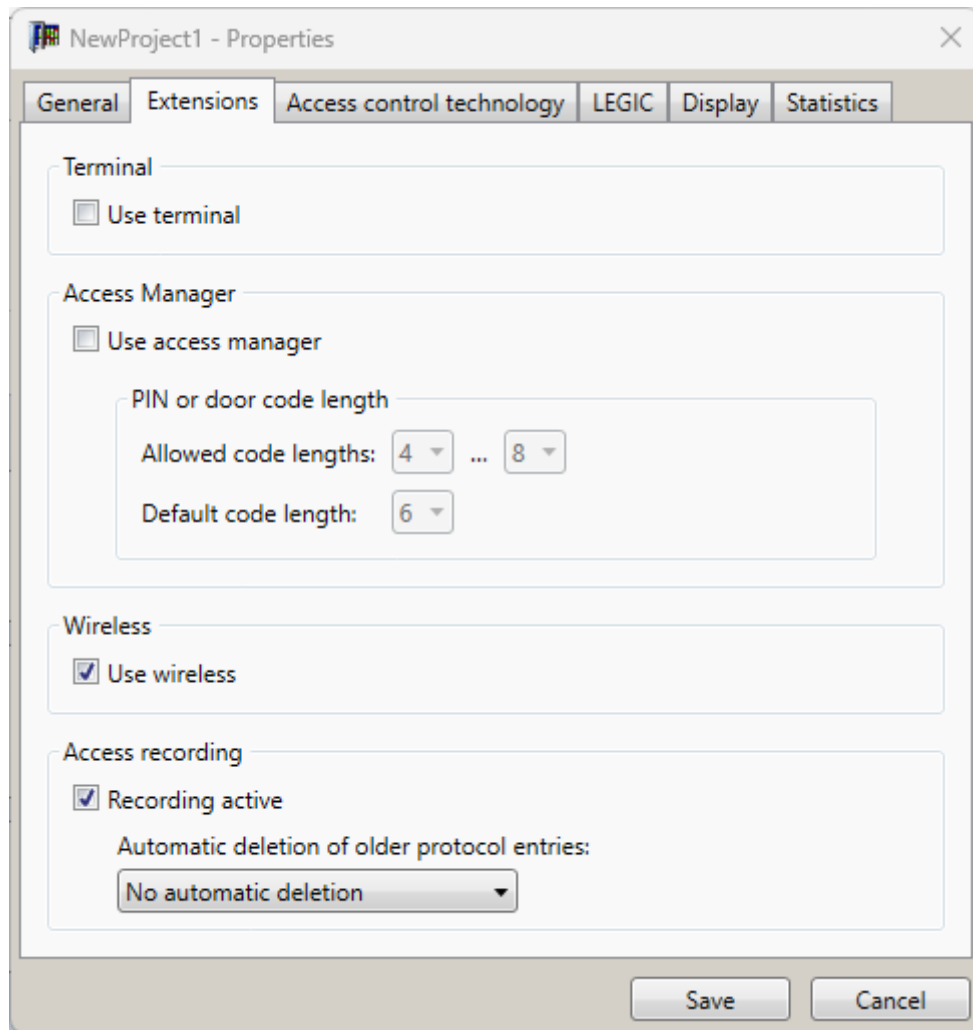 NewProject1 - Properties
General Extensions Access control technology LEGIC Display Statistics
Terminal
Use terminal
Access Manager
Use access manager
PIN or door code length
Allowed code lengths: 4 ... 8
Default code length: 6
Wireless
Use wireless
Access recording
Recording active
Automatic deletion of older protocol entries:
No automatic deletion
Save Cancel